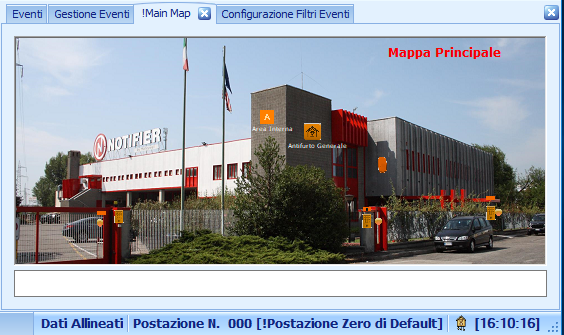 Eventi Gestione Eventi !Main Map Configurazione Filtri Eventi
Mappa Principale
A
Area Interna
Antifurto Generale
N NOTIFIER
Dati Allineati Postazione N. 000 [!Postazione Zero di Default] [16:10:16]